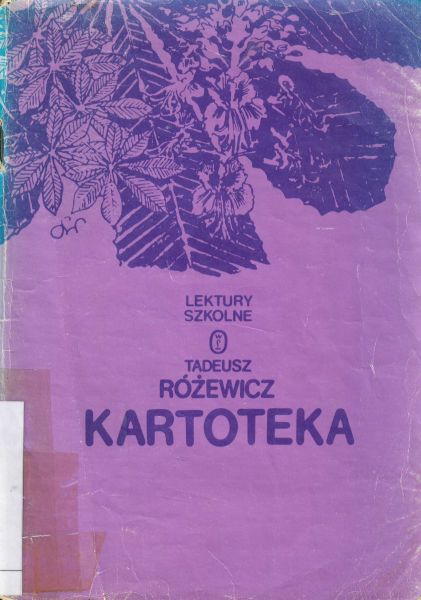 LEKTURY
SZKOLNE
TADEUSZ
RÓŻEWICZ
KARTOTEKA